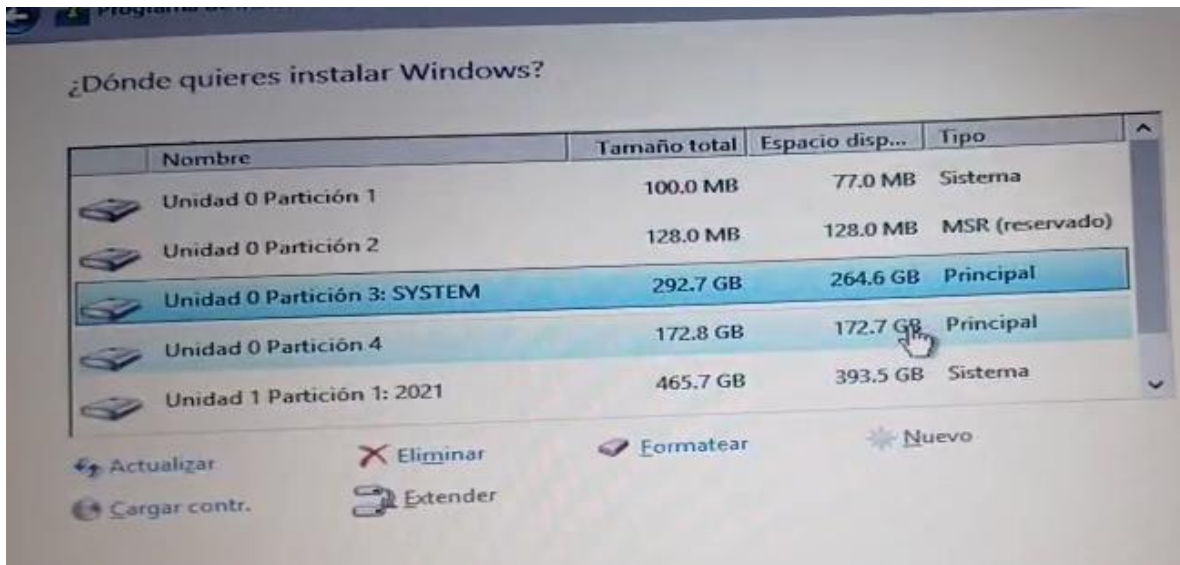 Programa de
¿Dónde quieres instalar Windows?
Nombre Tamaño total Espacio disp... Tipo
Unidad 0 Partición 1 100.0 MB 77.0 MB Sistema
Unidad 0 Partición 2 128.0 MB 128.0 MB MSR (reservado)
Unidad 0 Partición 3: SYSTEM 292.7 GB 264.6 GB Principal
Unidad 0 Partición 4 172.8 GB 172.7 GB Principal
Unidad 1 Partición 1: 2021 465.7 GB 393.5 GB Sistema
Actualizar Eliminar Formatear Nuevo
Cargar contr. Extender